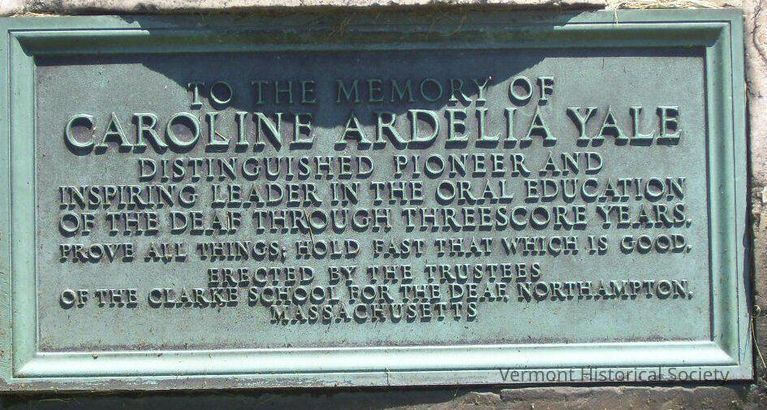 TO THE MEMORY OF
CAROLINE ARDELIA YALE
DISTINGUISHED PIONEER AND
INSPIRING LEADER IN THE ORAL EDUCATION
OF THE DEAF THROUGH THREESCORE YEARS.
PROVE ALL THINGS; HOLD FAST THAT WHICH IS GOOD.
ERECTED BY THE TRUSTEES
OF THE CLARKE SCHOOL FOR THE DEAF, NORTHAMPTON,
MASSACHUSETTS
Vermont Historical Society